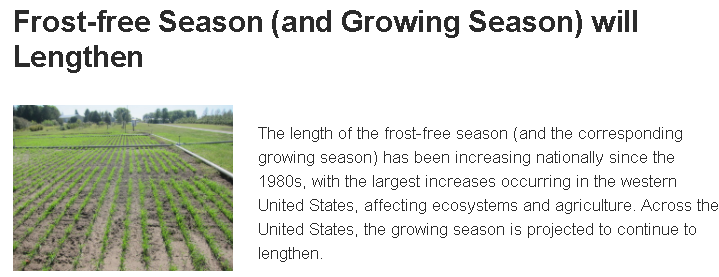 Frost-free Season (and Growing Season) will
Lengthen
The length of the frost-free season (and the corresponding
growing season) has been increasing nationally since the
1980s, with the largest increases occurring in the western
United States, affecting ecosystems and agriculture. Across the
United States, the growing season is projected to continue to
lengthen.